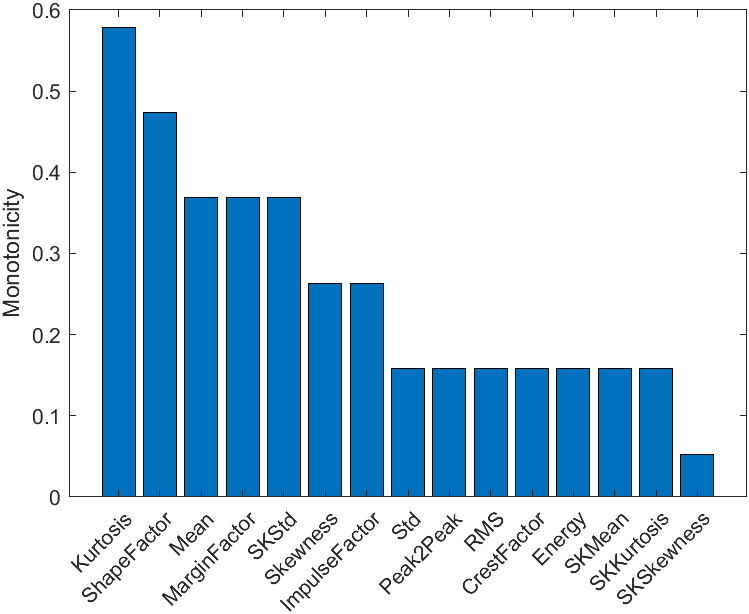 0.6
0.5
0.4
0.3
0.2
0.1
0
Monotonicity
Kurtosis
ShapeFactor
Mean
MarginFactor
SKStd
Skewness
ImpulseFactor
Std
Peak2Peak
RMS
CrestFactor
Energy
SKMean
SKKurtosis
SKSkewness